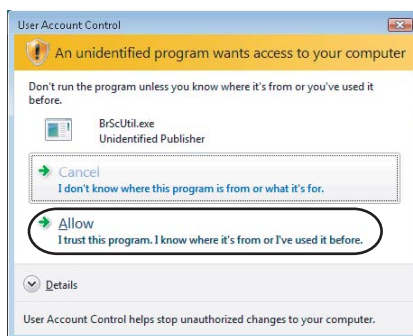 User Account Control
An unidentified program wants access to your computer
Don't run the program unless you know where it's from or you've used it
before.
BrScUtil.exe
Unidentified Publisher
Cancel
I don't know where this program is from or what it's for.
Allow
I trust this program. I know where it's from or I've used it before.
Details
User Account Control helps stop unauthorized changes to your computer.